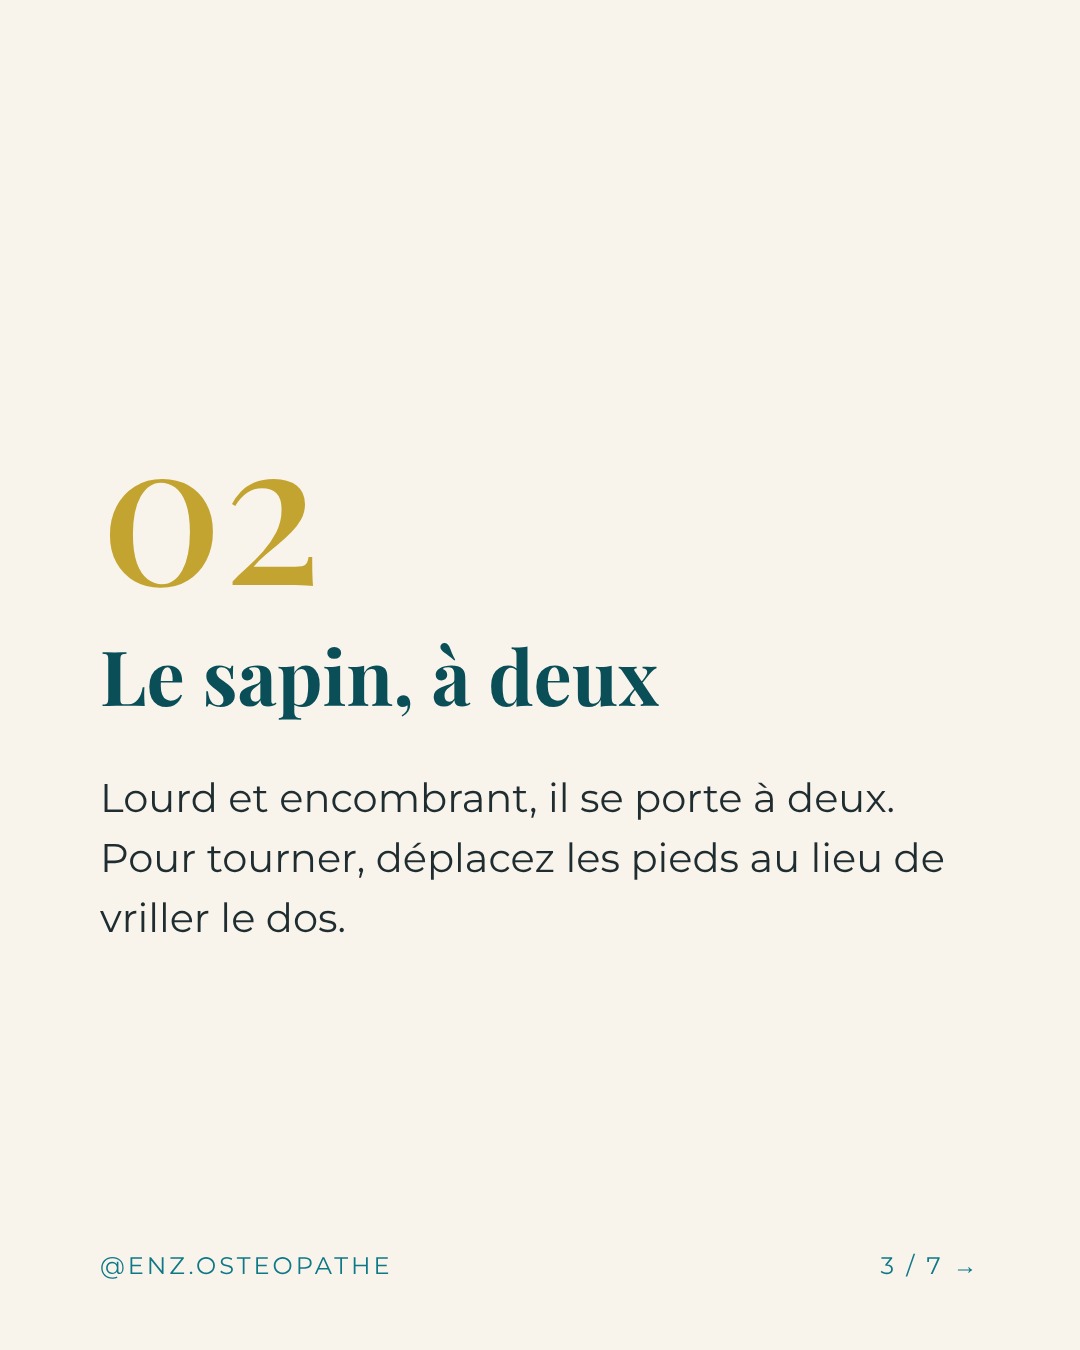 02
Le sapin, à deux
Lourd et encombrant, il se porte à deux.
Pour tourner, déplacez les pieds au lieu de
vriller le dos.
@ENZ.OSTEOPATHE
3 / 7 →